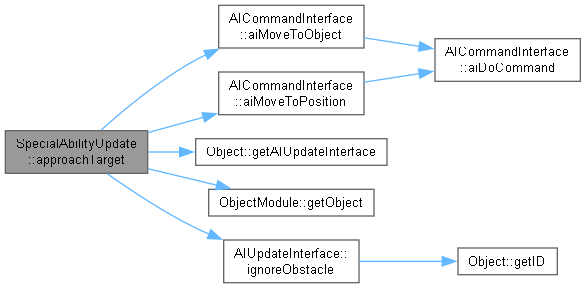 SpecialAbilityUpdate
::approachTarget
AICommandInterface
::aiMoveToObject
AICommandInterface
::aiDoCommand
AICommandInterface
::aiMoveToPosition
Object::getAIUpdateInterface
ObjectModule::getObject
AIUpdateInterface::
ignoreObstacle
Object::getID